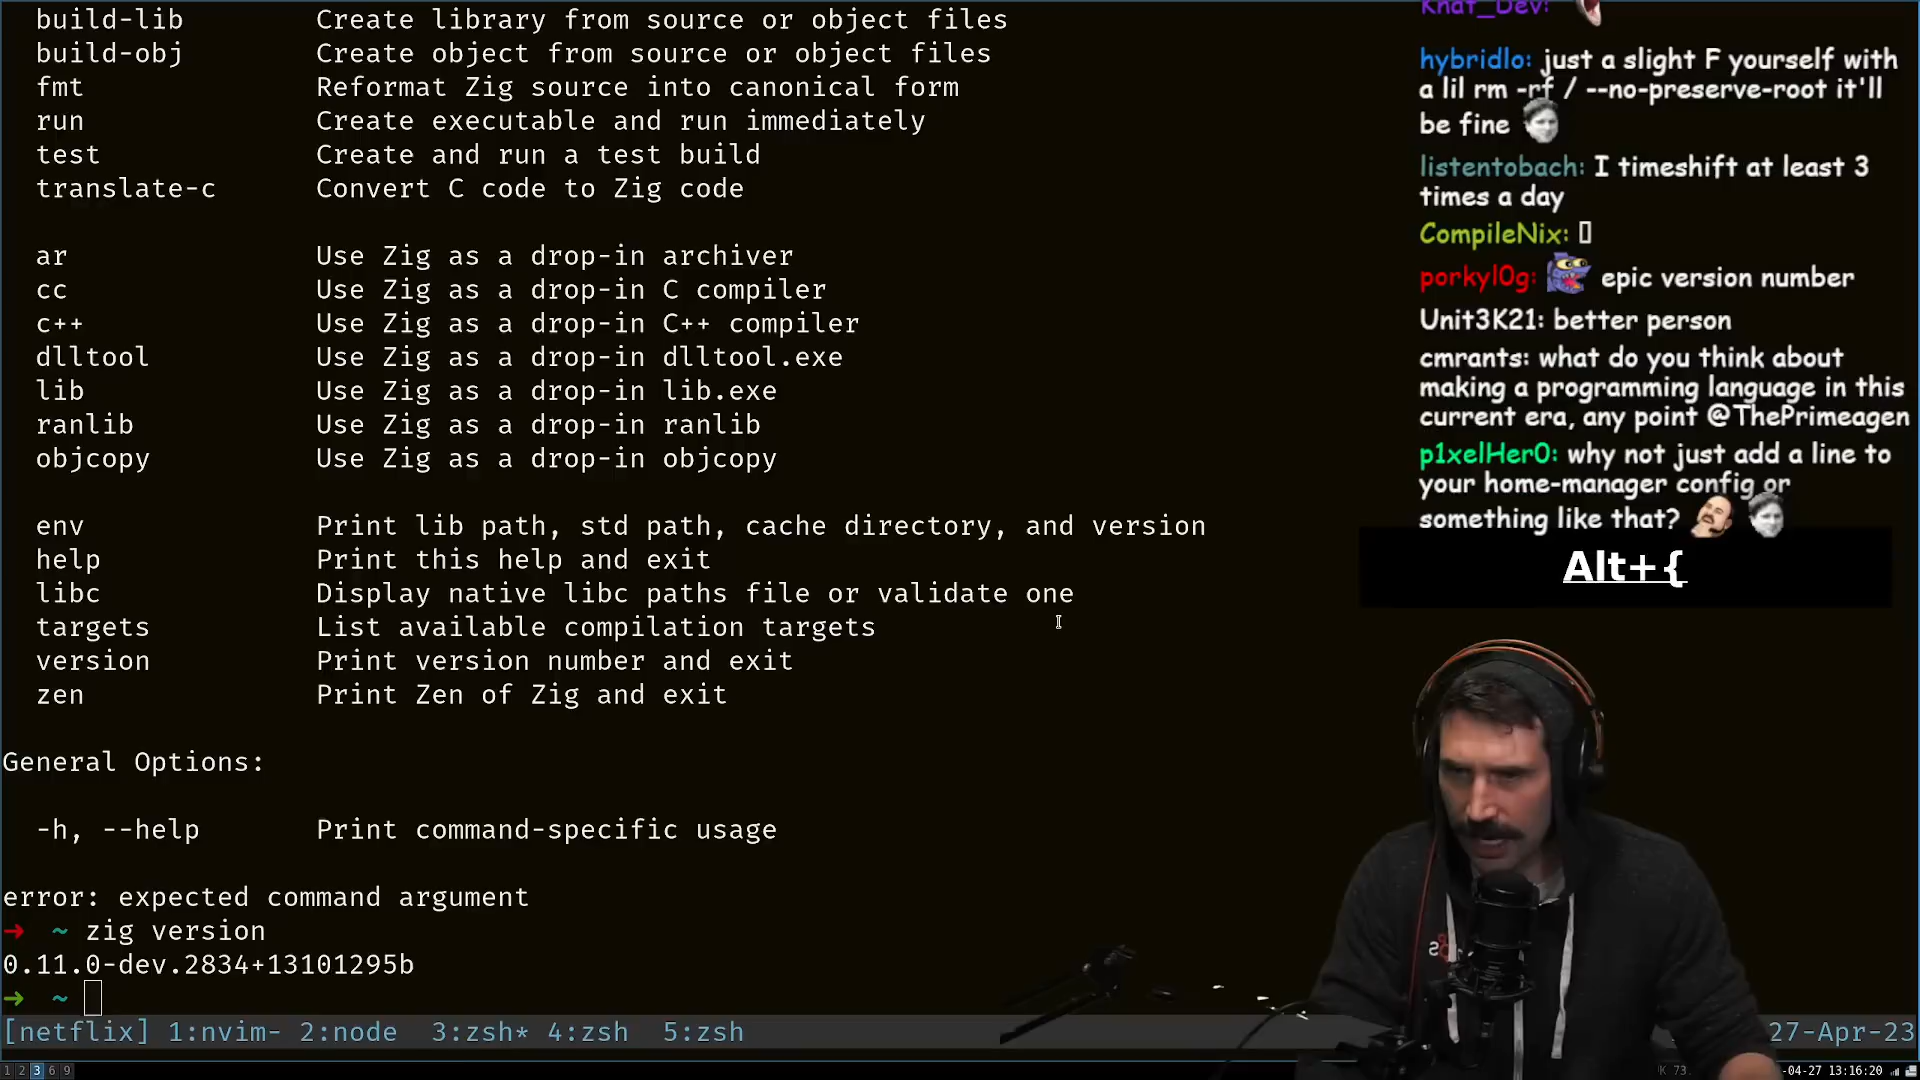 build-lib Create library from source or object files
build-obj Create object from source or object files
fmt Reformat Zig source into canonical form
run Create executable and run immediately
test Create and run a test build
translate-c Convert C code to Zig code
ar Use Zig as a drop-in archiver
cc Use Zig as a drop-in C compiler
c++ Use Zig as a drop-in C++ compiler
dlltool Use Zig as a drop-in dlltool.exe
lib Use Zig as a drop-in lib.exe
ranlib Use Zig as a drop-in ranlib
objcopy Use Zig as a drop-in objcopy
env Print lib path, std path, cache directory, and version
help Print this help and exit
libc Display native libc paths file or validate one
targets List available compilation targets
version Print version number and exit
zen Print Zen of Zig and exit
General Options:
-h, --help Print command-specific usage
error: expected command argument
➜ ~ zig version
0.11.0-dev.2834+13101295b
➜ ~
[netflix] 1:nvim- 2:node 3:zsh* 4:zsh 5:zsh
27-Apr-23
1 2 3 6 9
-04-27 13:16:20
Khat_Dev:
hybridlo: just a slight F yourself with
a lil rm -rf / --no-preserve-root it'll
be fine
listentobach: I timeshift at least 3
times a day
CompileNix: 
porkyl0g: epic version number
Unit3K21: better person
cmrants: what do you think about
making a programming language in this
current era, any point @ThePrimeagen
p1xelHer0: why not just add a line to
your home-manager config or
something like that?
Alt+{